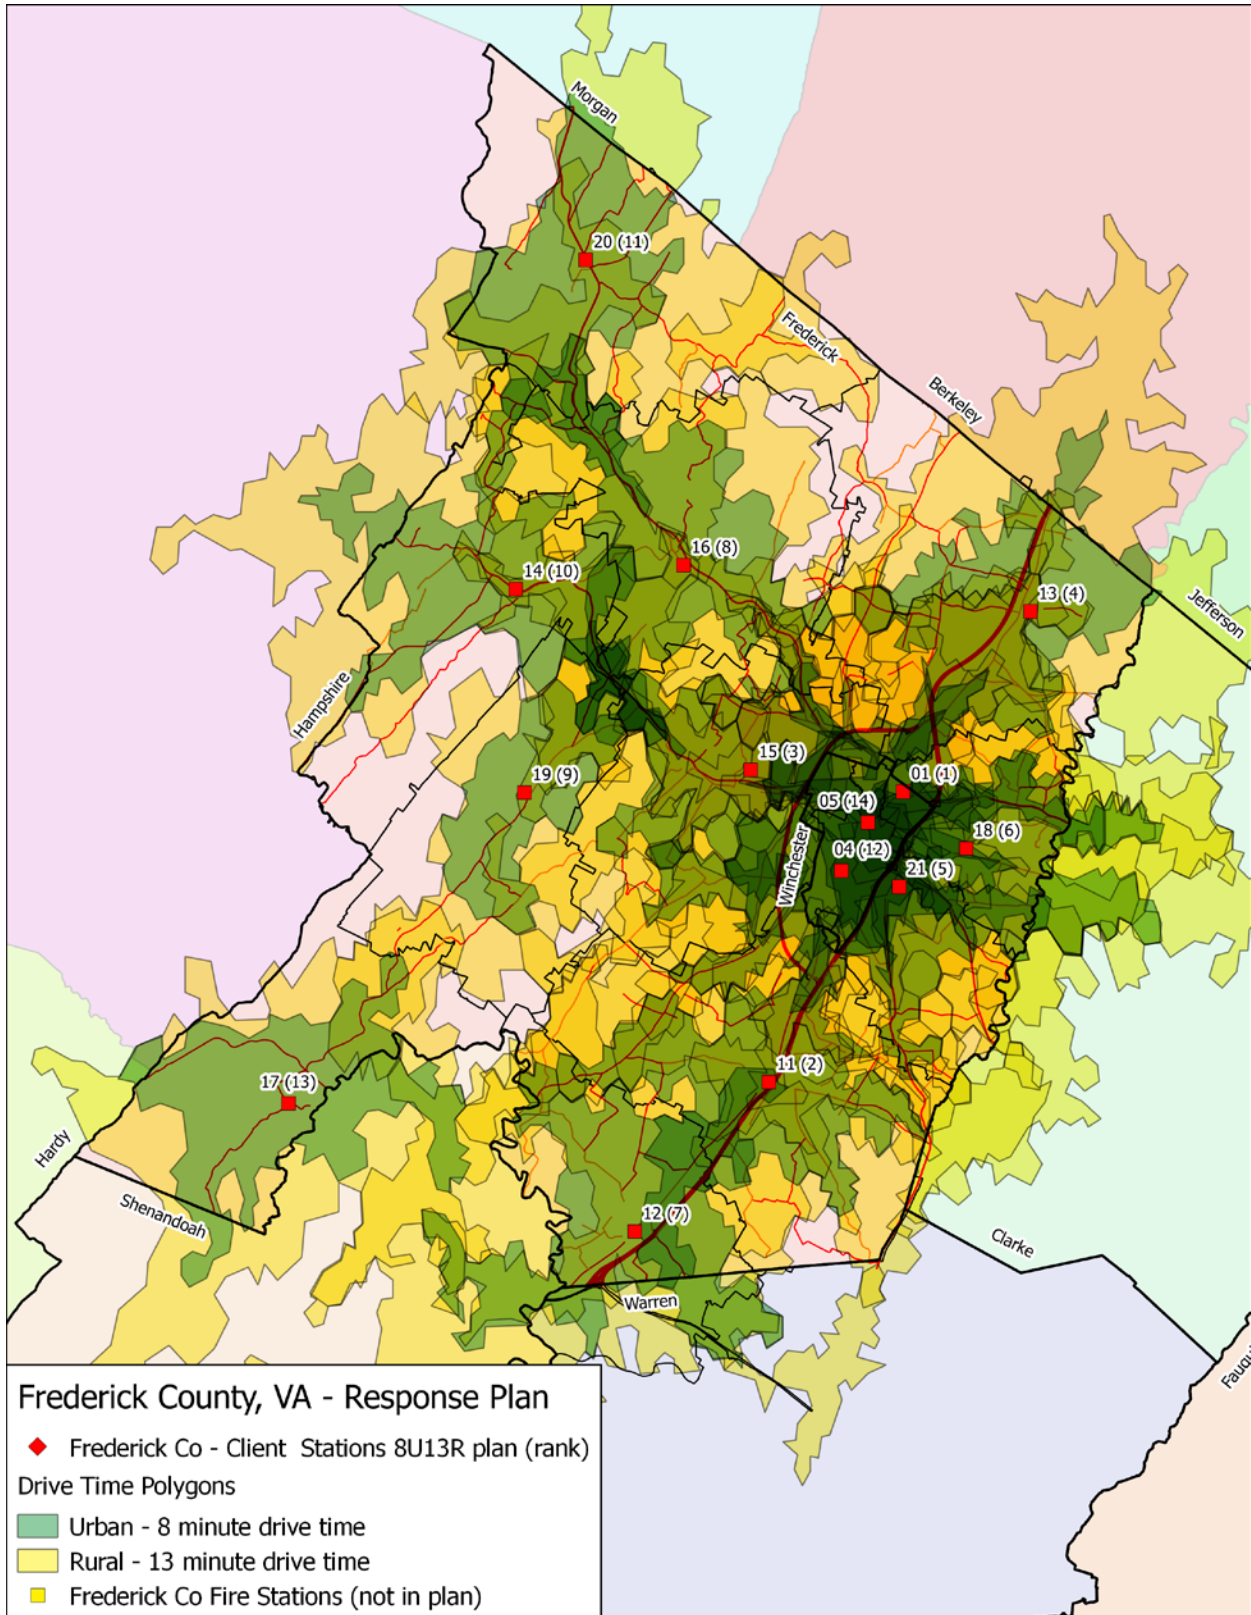 Morgan
20 (11)
Frederick
Berkeley
16 (8)
14 (10)
13 (4)
Jefferson
Hampshire
15 (3)
19 (9)
01 (1)
05 (14)
Winchester
18 (6)
04 (12)
21 (5)
11 (2)
17 (13)
Hardy
Shenandoah
12 (7)
Clarke
Warren
Fauqui
Frederick County, VA - Response Plan
Frederick Co - Client Stations 8U13R plan (rank)
Drive Time Polygons
Urban - 8 minute drive time
Rural - 13 minute drive time
Frederick Co Fire Stations (not in plan)